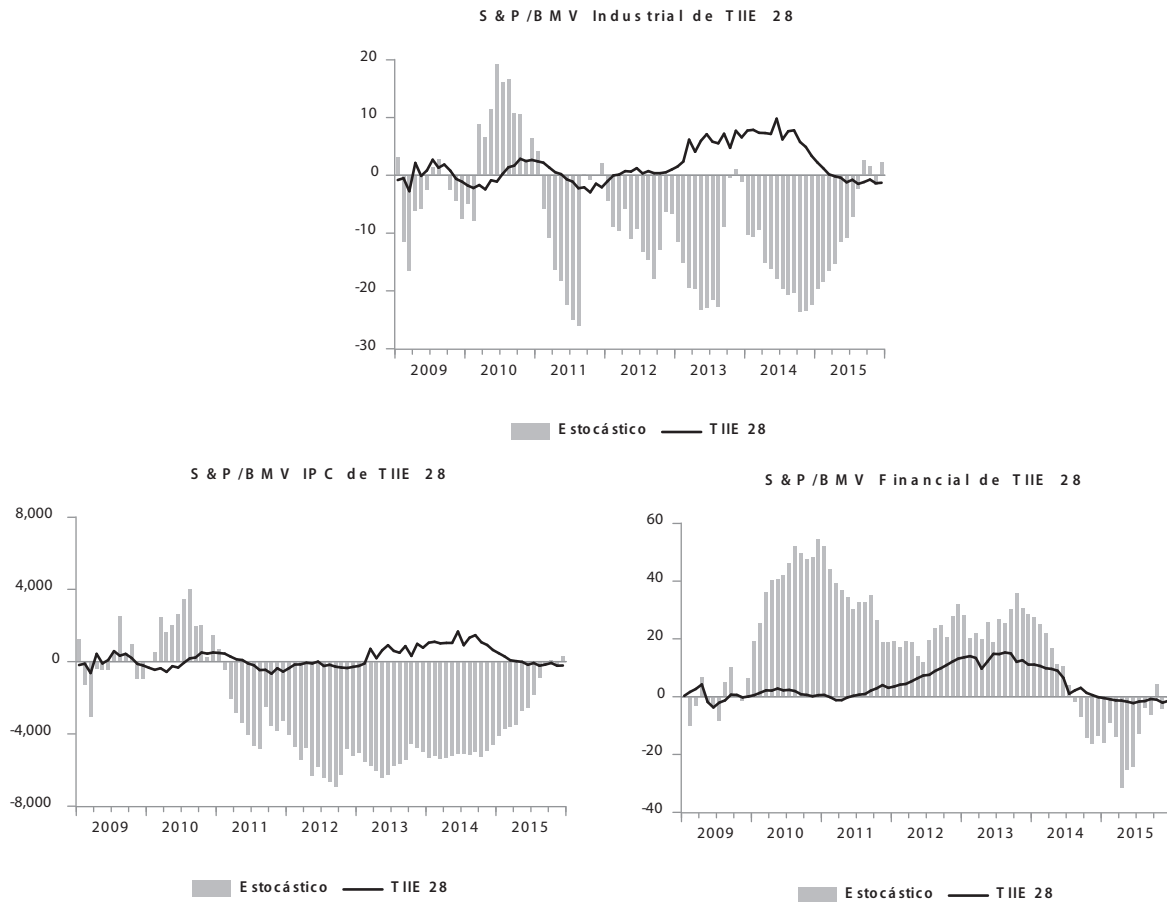 S&P/BMV Industrial de TIIE 28
20
10
0
-10
-20
-30
2009 2010 2011 2012 2013 2014 2015
Estocástico TIIE 28
S&P/BMV IPC de TIIE 28
8,000
4,000
0
-4,000
-8,000
2009 2010 2011 2012 2013 2014 2015
Estocástico TIIE 28
S&P/BMV Financial de TIIE 28
60
40
20
0
-20
-40
2009 2010 2011 2012 2013 2014 2015
Estocástico TIIE 28